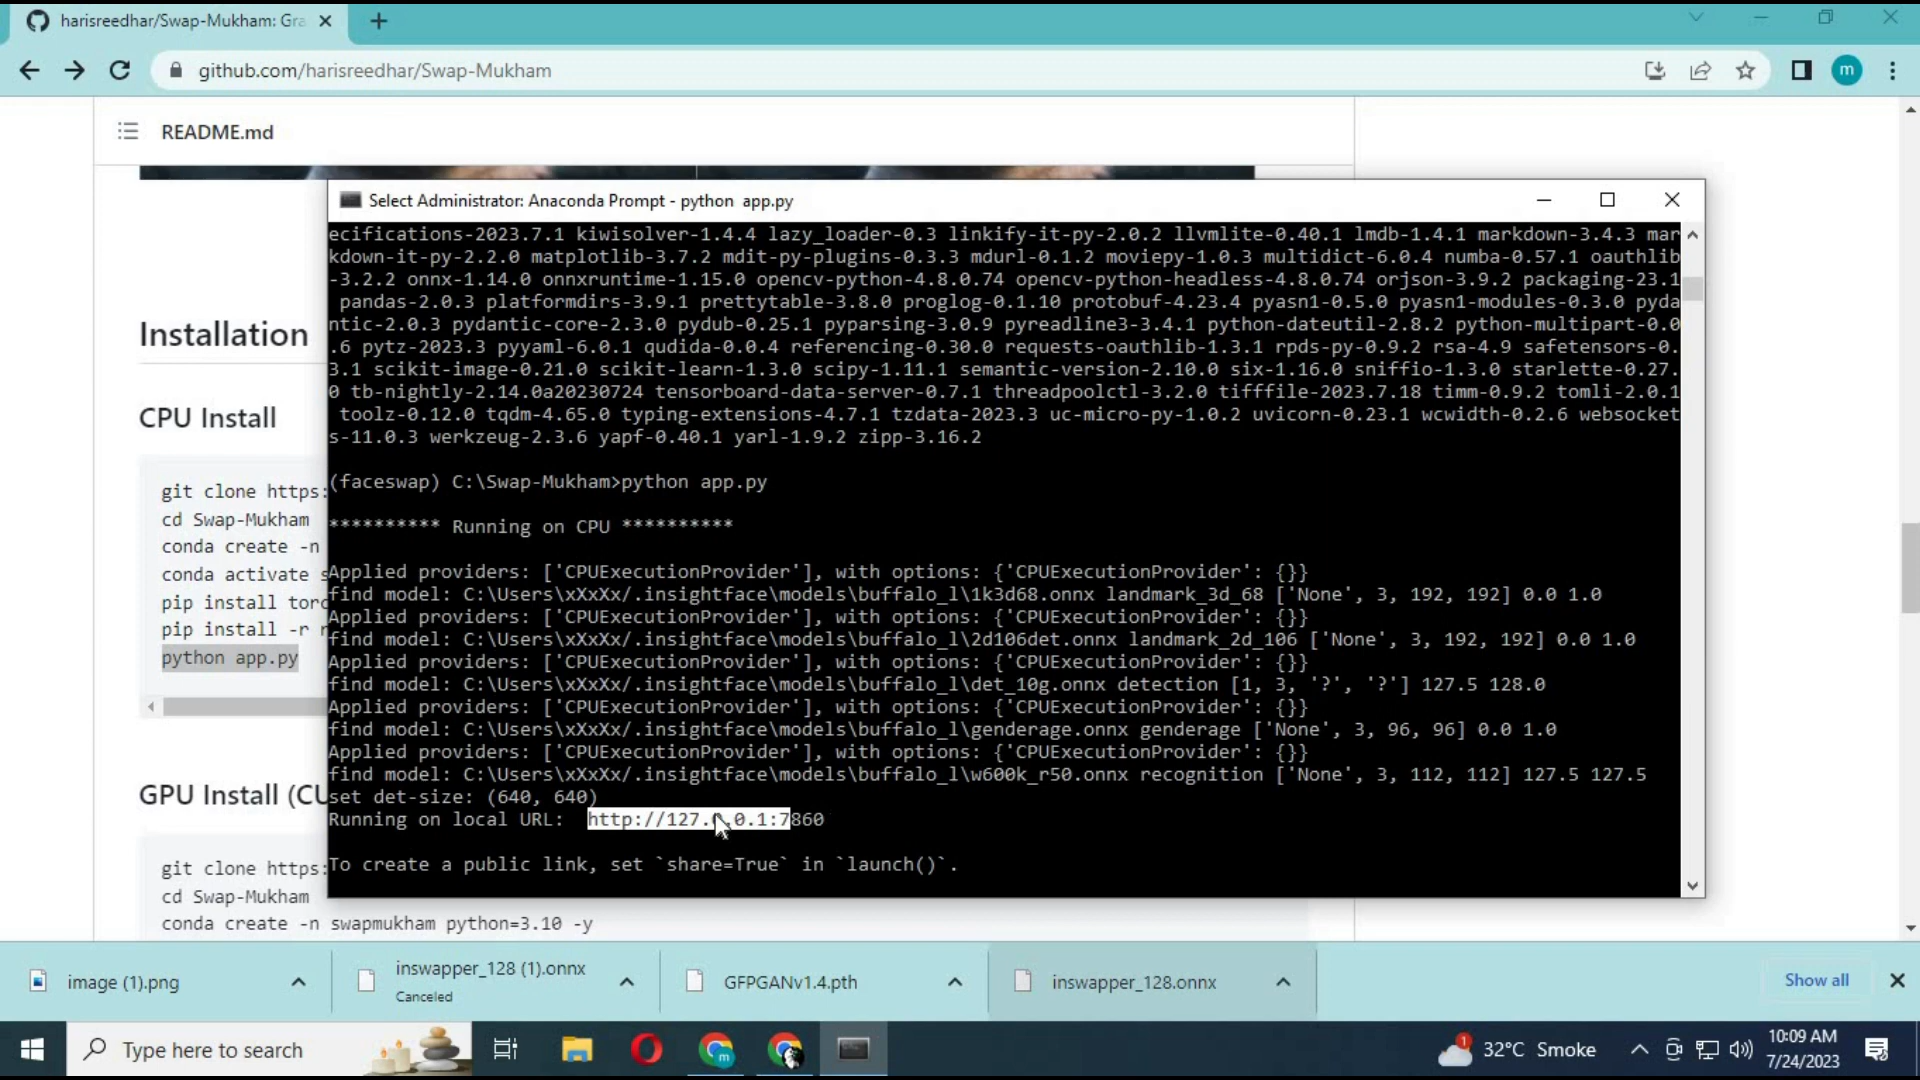 harisreedhar/Swap-Mukham: Gra
github.com/harisreedhar/Swap-Mukham
m
README.md
Installation
CPU Install
git clone https:
cd Swap-Mukham
conda create -n
conda activate s
pip install torc
pip install -r r
python app.py
GPU Install (CU
git clone https:
cd Swap-Mukham
conda create -n swapmukham python=3.10 -y
Select Administrator: Anaconda Prompt - python  app.py
ecifications-2023.7.1 kiwisolver-1.4.4 lazy_loader-0.3 linkify-it-py-2.0.2 llvmlite-0.40.1 lmdb-1.4.1 markdown-3.4.3 mar
kdown-it-py-2.2.0 matplotlib-3.7.2 mdit-py-plugins-0.3.3 mdurl-0.1.2 moviepy-1.0.3 multidict-6.0.4 numba-0.57.1 oauthlib
-3.2.2 onnx-1.14.0 onnxruntime-1.15.0 opencv-python-4.8.0.74 opencv-python-headless-4.8.0.74 orjson-3.9.2 packaging-23.1
pandas-2.0.3 platformdirs-3.9.1 prettytable-3.8.0 proglog-0.1.10 protobuf-4.23.4 pyasn1-0.5.0 pyasn1-modules-0.3.0 pyda
ntic-2.0.3 pydantic-core-2.3.0 pydub-0.25.1 pyparsing-3.0.9 pyreadline3-3.4.1 python-dateutil-2.8.2 python-multipart-0.0
.6 pytz-2023.3 pyyaml-6.0.1 qudida-0.0.4 referencing-0.30.0 requests-oauthlib-1.3.1 rpds-py-0.9.2 rsa-4.9 safetensors-0.
3.1 scikit-image-0.21.0 scikit-learn-1.3.0 scipy-1.11.1 semantic-version-2.10.0 six-1.16.0 sniffio-1.3.0 starlette-0.27.
0 tb-nightly-2.14.0a20230724 tensorboard-data-server-0.7.1 threadpoolctl-3.2.0 tifffile-2023.7.18 timm-0.9.2 tomli-2.0.1
toolz-0.12.0 tqdm-4.65.0 typing-extensions-4.7.1 tzdata-2023.3 uc-micro-py-1.0.2 uvicorn-0.23.1 wcwidth-0.2.6 websocket
s-11.0.3 werkzeug-2.3.6 yapf-0.40.1 yarl-1.9.2 zipp-3.16.2
(faceswap) C:\Swap-Mukham>python app.py
********** Running on CPU **********
Applied providers: ['CPUExecutionProvider'], with options: {'CPUExecutionProvider': {}}
find model: C:\Users\xXxXx/.insightface\models\buffalo_l\1k3d68.onnx landmark_3d_68 ['None', 3, 192, 192] 0.0 1.0
Applied providers: ['CPUExecutionProvider'], with options: {'CPUExecutionProvider': {}}
find model: C:\Users\xXxXx/.insightface\models\buffalo_l\2d106det.onnx landmark_2d_106 ['None', 3, 192, 192] 0.0 1.0
Applied providers: ['CPUExecutionProvider'], with options: {'CPUExecutionProvider': {}}
find model: C:\Users\xXxXx/.insightface\models\buffalo_l\det_10g.onnx detection [1, 3, '?', '?'] 127.5 128.0
Applied providers: ['CPUExecutionProvider'], with options: {'CPUExecutionProvider': {}}
find model: C:\Users\xXxXx/.insightface\models\buffalo_l\genderage.onnx genderage ['None', 3, 96, 96] 0.0 1.0
Applied providers: ['CPUExecutionProvider'], with options: {'CPUExecutionProvider': {}}
find model: C:\Users\xXxXx/.insightface\models\buffalo_l\w600k_r50.onnx recognition ['None', 3, 112, 112] 127.5 127.5
set det-size: (640, 640)
Running on local URL:  http://127.0.0.1:7860
To create a public link, set `share=True` in `launch()`.
image (1).png
inswapper_128 (1).onnx
Canceled
GFPGANv1.4.pth
inswapper_128.onnx
Show all
Type here to search
m
1
32°C Smoke
10:09 AM
7/24/2023